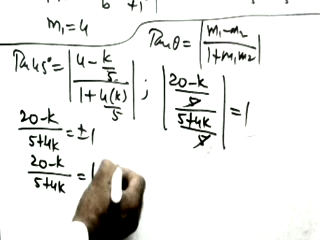 b +1
m₁ = 4
Tan θ = | (m₁ - m₂) / (1 + m₁m₂) |
Tan 45° = | (4 - k/5) / (1 + 4(k)/5) | ; | ((20-k)/5) / ((5+4k)/5) | = 1
(20-k)/(5+4k) = ±1
(20-k)/(5+4k) = 1